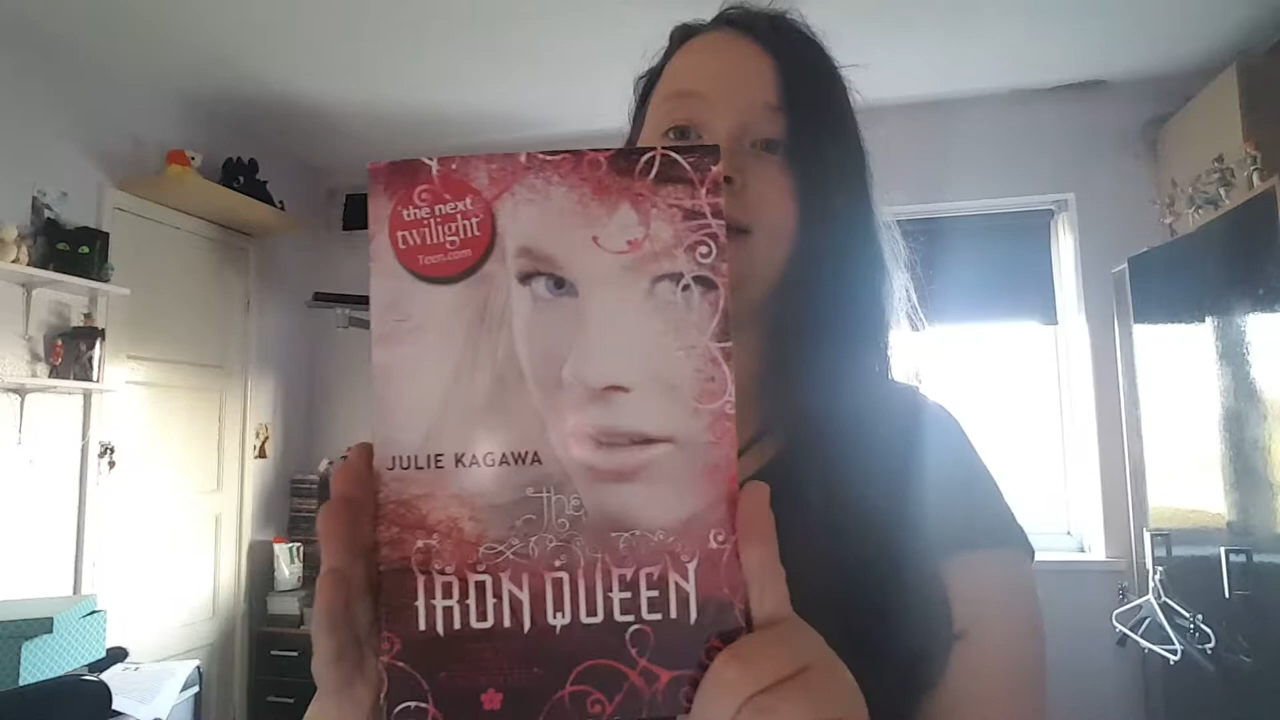 'the next
twilight'
Teen.com
JULIE KAGAWA
the
IRON QUEEN